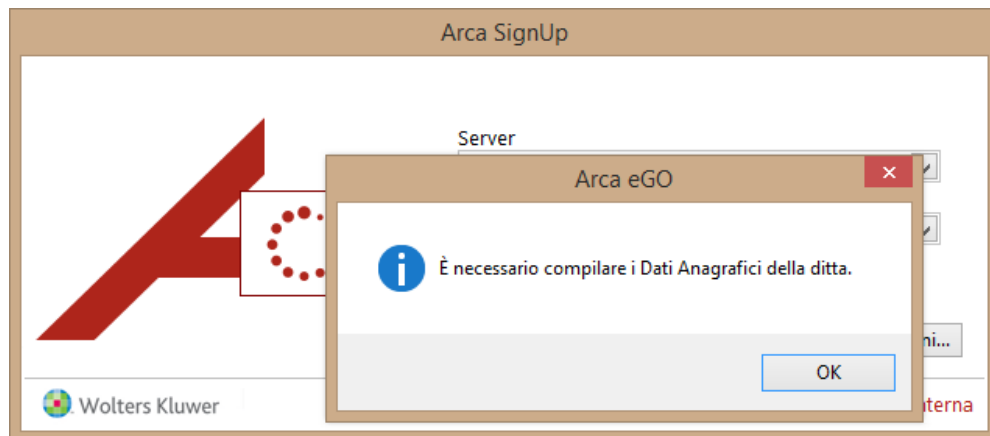 Arca SignUp
Server
Arca eGO
È necessario compilare i Dati Anagrafici della ditta.
OK
Wolters Kluwer